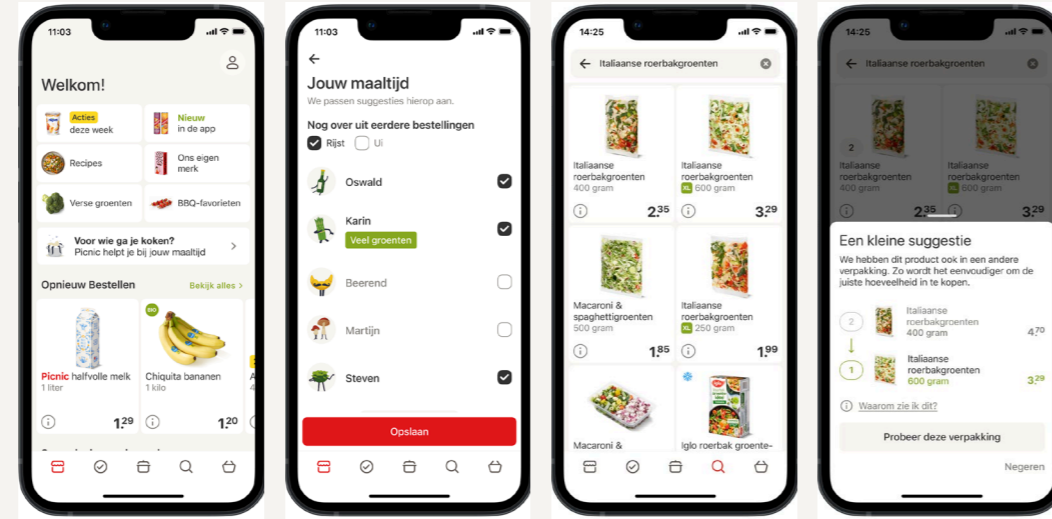 11:03
Welkom!
Acties
deze week
Nieuw
in de app
Recipes
Ons eigen
merk
Verse groenten
BBQ-favorieten
Voor wie ga je koken?
Picnic helpt je bij jouw maaltijd
Opnieuw Bestellen
Bekijk alles >
BIO
Picnic halfvolle melk
1 liter
1.29
Chiquita bananen
1 kilo
1.20
11:03
Jouw maaltijd
We passen suggesties hierop aan.
Nog over uit eerdere bestellingen
Rijst
Ui
Oswald
Karin
Veel groenten
Beerend
Martijn
Steven
Opslaan
14:25
Italiaanse roerbakgroenten
Italiaanse
roerbakgroenten
400 gram
2.35
Italiaanse
roerbakgroenten
XL 600 gram
3.29
Macaroni &
spaghettigroenten
500 gram
1.85
Italiaanse
roerbakgroenten
XL 250 gram
1.99
Macaroni &
Iglo roerbak groente-
14:25
Italiaanse roerbakgroenten
2
Italiaanse
roerbakgroenten
400 gram
2.35
Italiaanse
roerbakgroenten
XL 600 gram
3.29
Een kleine suggestie
We hebben dit product ook in een andere
verpakking. Zo wordt het eenvoudiger om de
juiste hoeveelheid in te kopen.
2
Italiaanse
roerbakgroenten
400 gram
4.70
1
Italiaanse
roerbakgroenten
600 gram
3.29
Waarom zie ik dit?
Probeer deze verpakking
Negeren